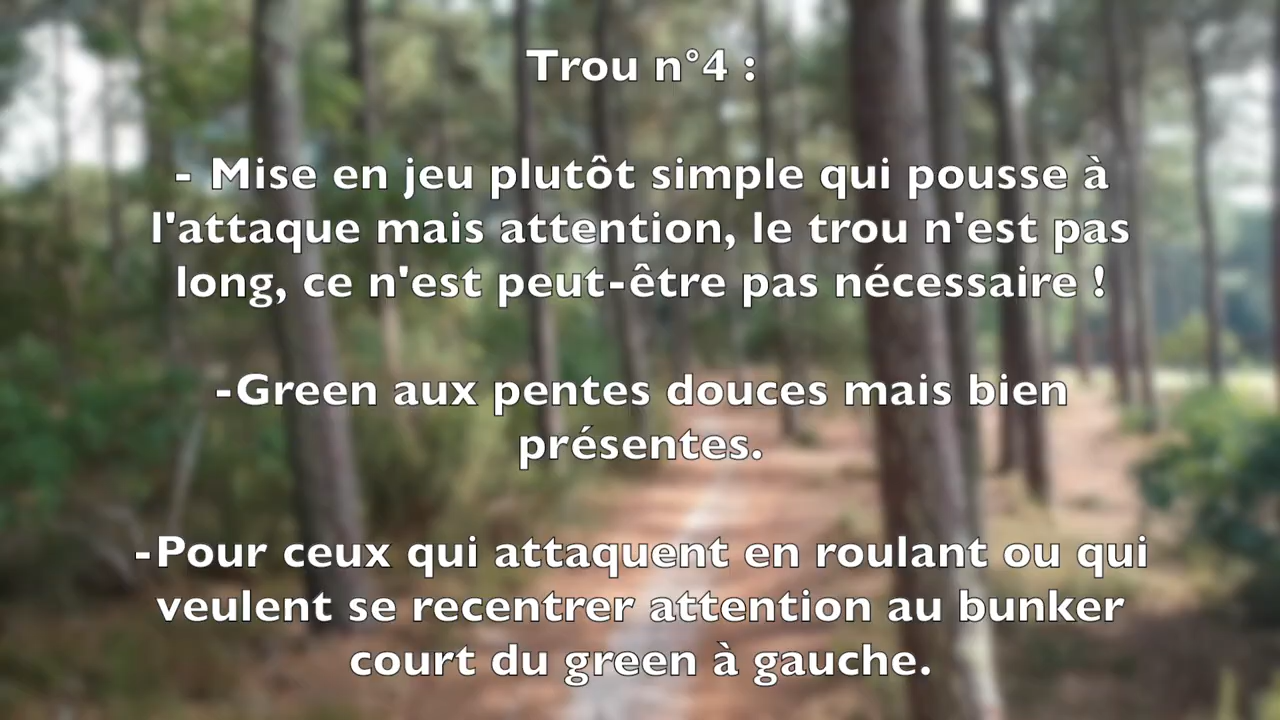 Trou n°4 :
- Mise en jeu plutôt simple qui pousse à
l'attaque mais attention, le trou n'est pas
long, ce n'est peut-être pas nécessaire !
-Green aux pentes douces mais bien
présentes.
-Pour ceux qui attaquent en roulant ou qui
veulent se recentrer attention au bunker
court du green à gauche.